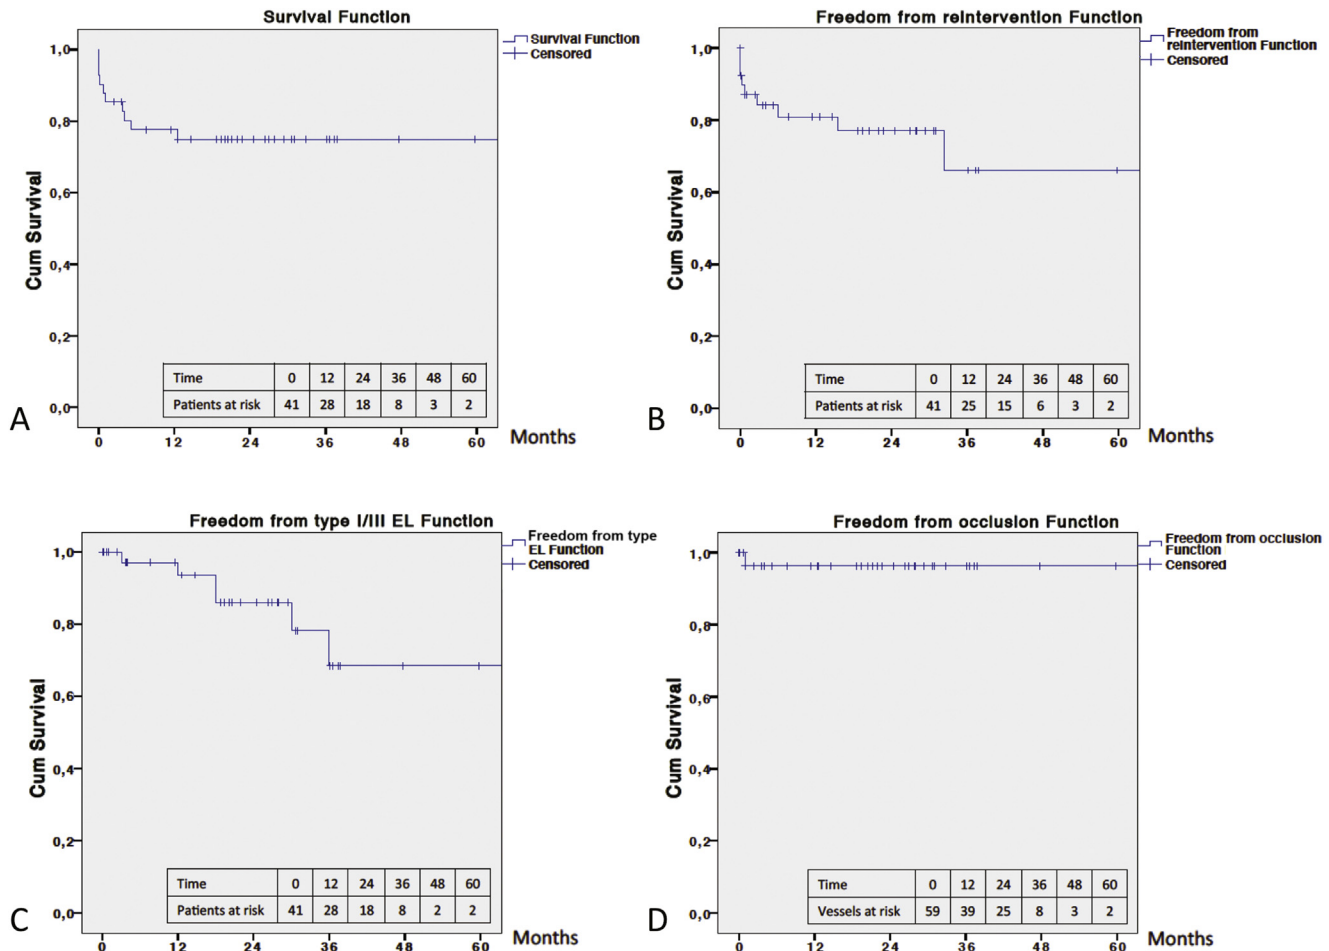 Survival Function
Survival Function
Censored
Cum Survival
1,0
0,8
0,6
0,4
0,2
0,0
Time 0 12 24 36 48 60
Patients at risk 41 28 18 8 3 2
0 12 24 36 48 60 Months
A
Freedom from reintervention Function
Freedom from
reintervention Function
Censored
Cum Survival
1,0
0,8
0,6
0,4
0,2
0,0
Time 0 12 24 36 48 60
Patients at risk 41 25 15 6 3 2
0 12 24 36 48 60 Months
B
Freedom from type I/III EL Function
Freedom from type
EL Function
Censored
Cum Survival
1,0
0,8
0,6
0,4
0,2
0,0
Time 0 12 24 36 48 60
Patients at risk 41 28 18 8 2 2
0 12 24 36 48 60 Months
C
Freedom from occlusion Function
Freedom from occlusion
Function
Censored
Cum Survival
1,0
0,8
0,6
0,4
0,2
0,0
Time 0 12 24 36 48 60
Vessels at risk 59 39 25 8 3 2
0 12 24 36 48 60 Months
D